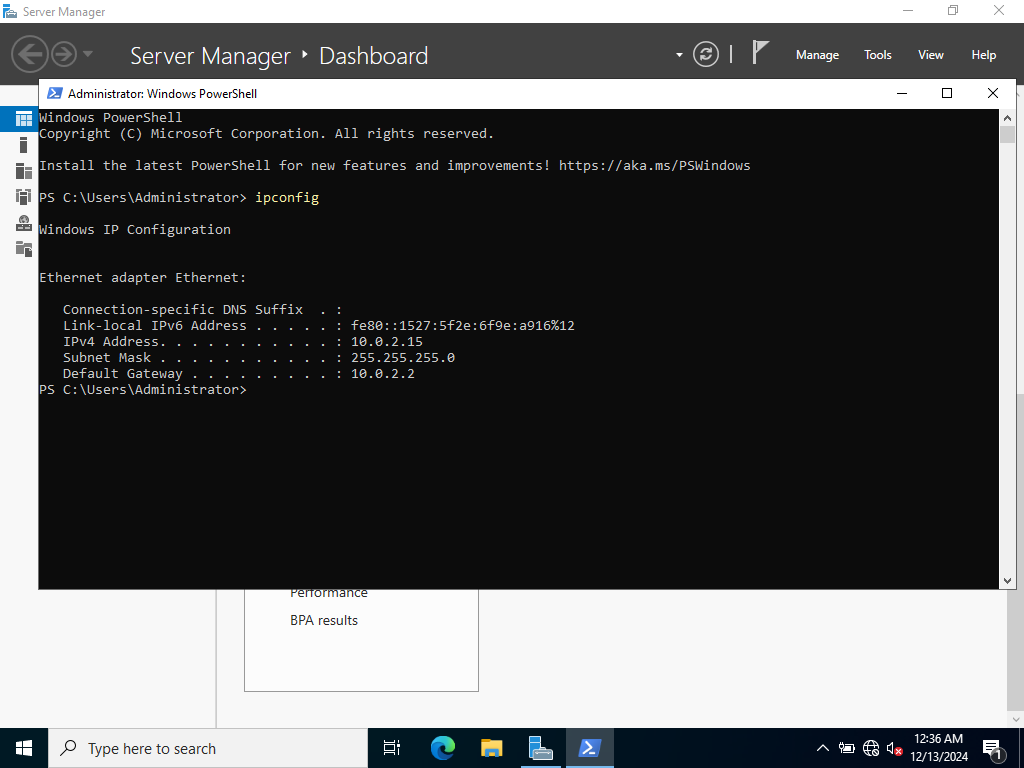 Server Manager
Server Manager ‣ Dashboard
Manage
Tools
View
Help
Administrator: Windows PowerShell
Windows PowerShell
Copyright (C) Microsoft Corporation. All rights reserved.
Install the latest PowerShell for new features and improvements! https://aka.ms/PSWindows
PS C:\Users\Administrator> ipconfig
Windows IP Configuration
Ethernet adapter Ethernet:
Connection-specific DNS Suffix  . :
Link-local IPv6 Address . . . . . : fe80::1527:5f2e:6f9e:a916%12
IPv4 Address. . . . . . . . . . . : 10.0.2.15
Subnet Mask . . . . . . . . . . . : 255.255.255.0
Default Gateway . . . . . . . . . : 10.0.2.2
PS C:\Users\Administrator>
Performance
BPA results
Type here to search
12:36 AM
12/13/2024
1